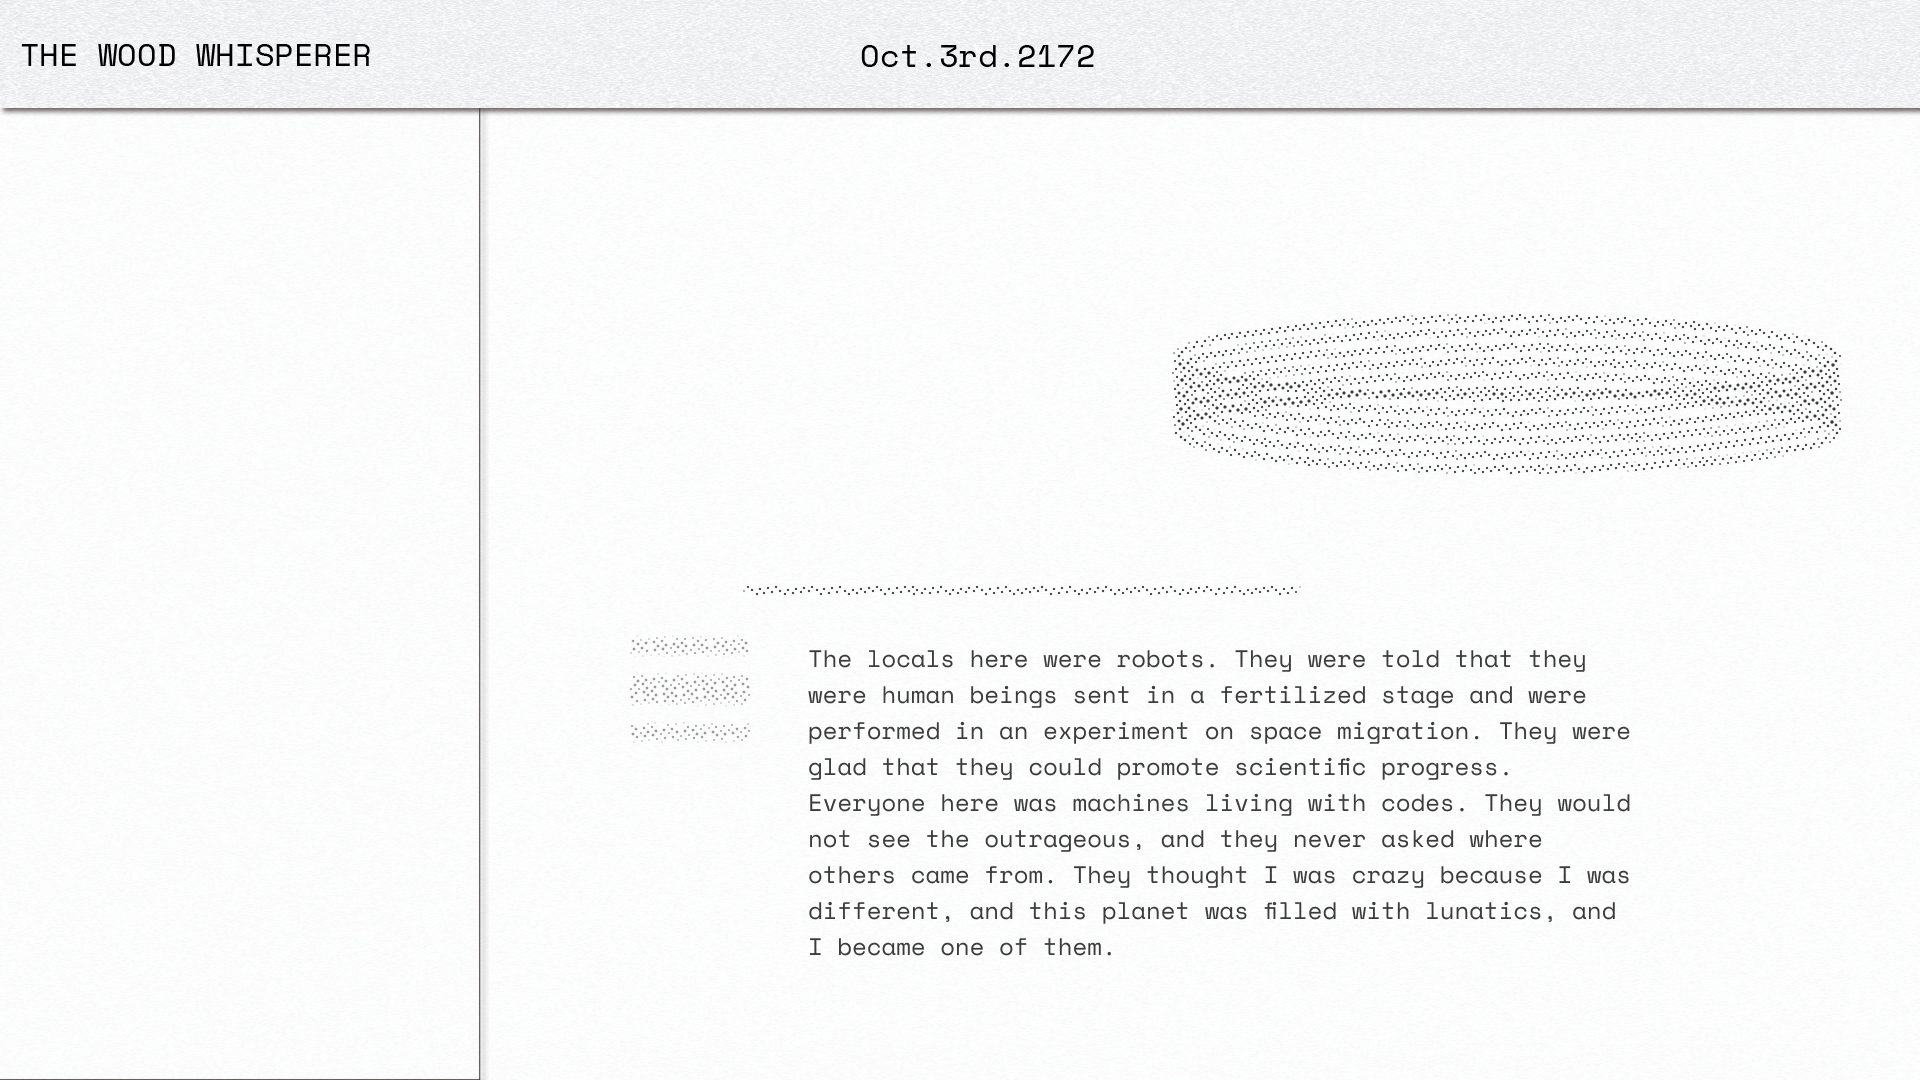 THE WOOD WHISPERER
Oct.3rd.2172
The locals here were robots. They were told that they
were human beings sent in a fertilized stage and were
performed in an experiment on space migration. They were
glad that they could promote scientific progress.
Everyone here was machines living with codes. They would
not see the outrageous, and they never asked where
others came from. They thought I was crazy because I was
different, and this planet was filled with lunatics, and
I became one of them.